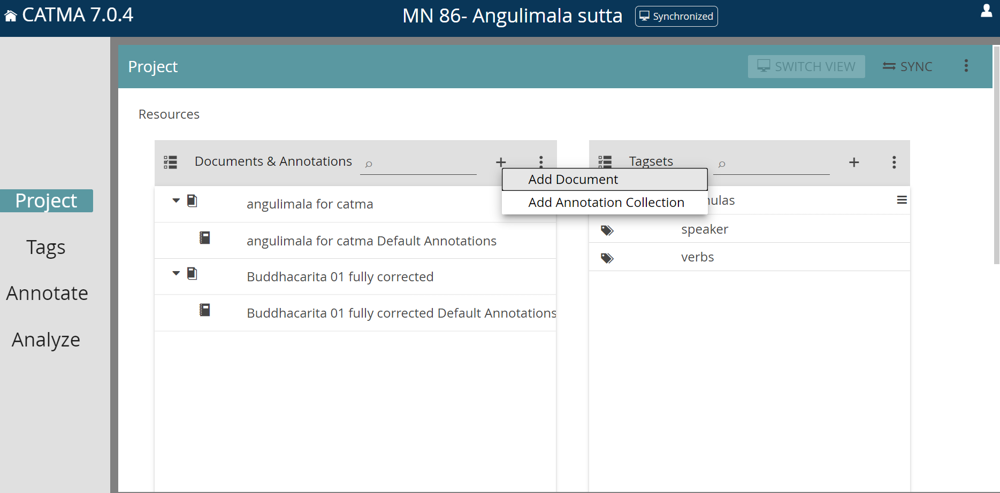 CATMA 7.0.4
MN 86- Angulimala sutta
Synchronized
Project
SWITCH VIEW
SYNC
Resources
Documents & Annotations
Tagsets
Add Document
Add Annotation Collection
angulimala for catma
angulimala for catma Default Annotations
Buddhacarita 01 fully corrected
Buddhacarita 01 fully corrected Default Annotations
speaker
verbs
Project
Tags
Annotate
Analyze